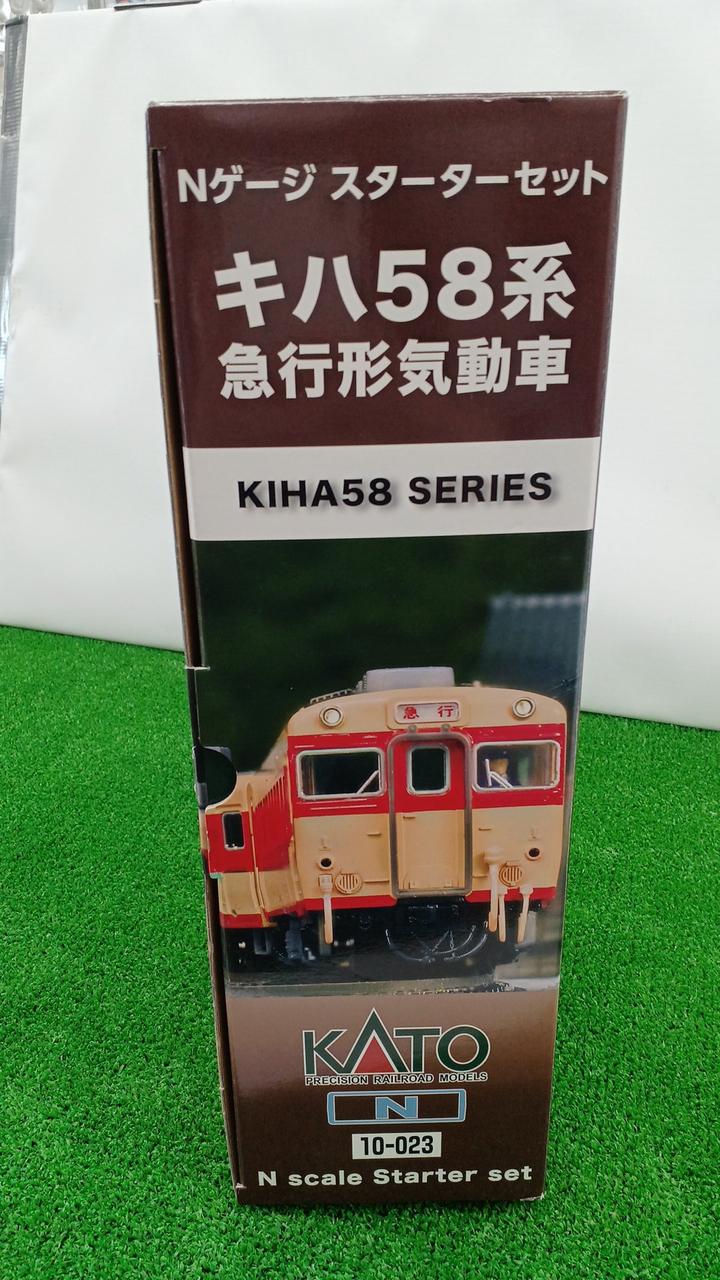 Nゲージ スターターセット
キハ58系
急行形気動車
KIHA58 SERIES
急行
KATO
PRECISION RAILROAD MODELS
N
10-023
N scale Starter set